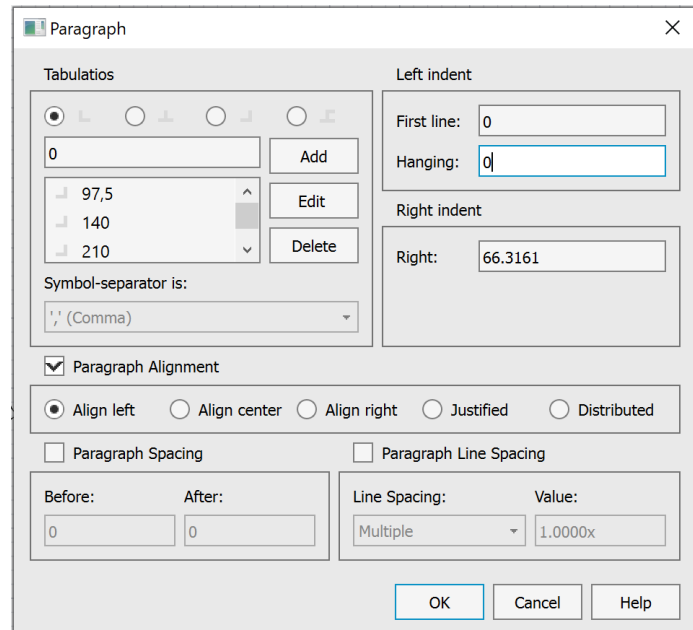 Paragraph
Tabulatios
0
Add
97,5
140
210
Edit
Delete
Symbol-separator is:
',' (Comma)
Left indent
First line: 0
Hanging: 0
Right indent
Right: 66.3161
Paragraph Alignment
Align left Align center Align right Justified Distributed
Paragraph Spacing
Before: After:
0 0
Paragraph Line Spacing
Line Spacing: Value:
Multiple 1.0000x
OK Cancel Help